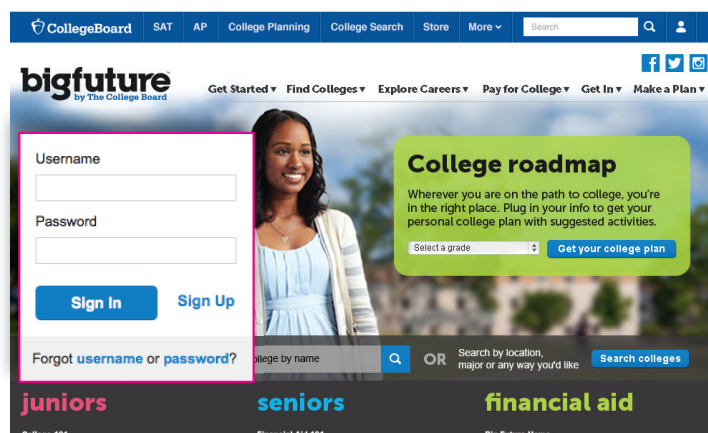 CollegeBoard SAT AP College Planning College Search Store More Search
bigfuture
by The College Board
Get Started Find Colleges Explore Careers Pay for College Get In Make a Plan
Username
Password
Sign In Sign Up
Forgot username or password?
College roadmap
Wherever you are on the path to college, you're
in the right place. Plug in your info to get your
personal college plan with suggested activities.
Select a grade Get your college plan
by name OR
Search by location,
major or any way you'd like
Search colleges
juniors seniors financial aid